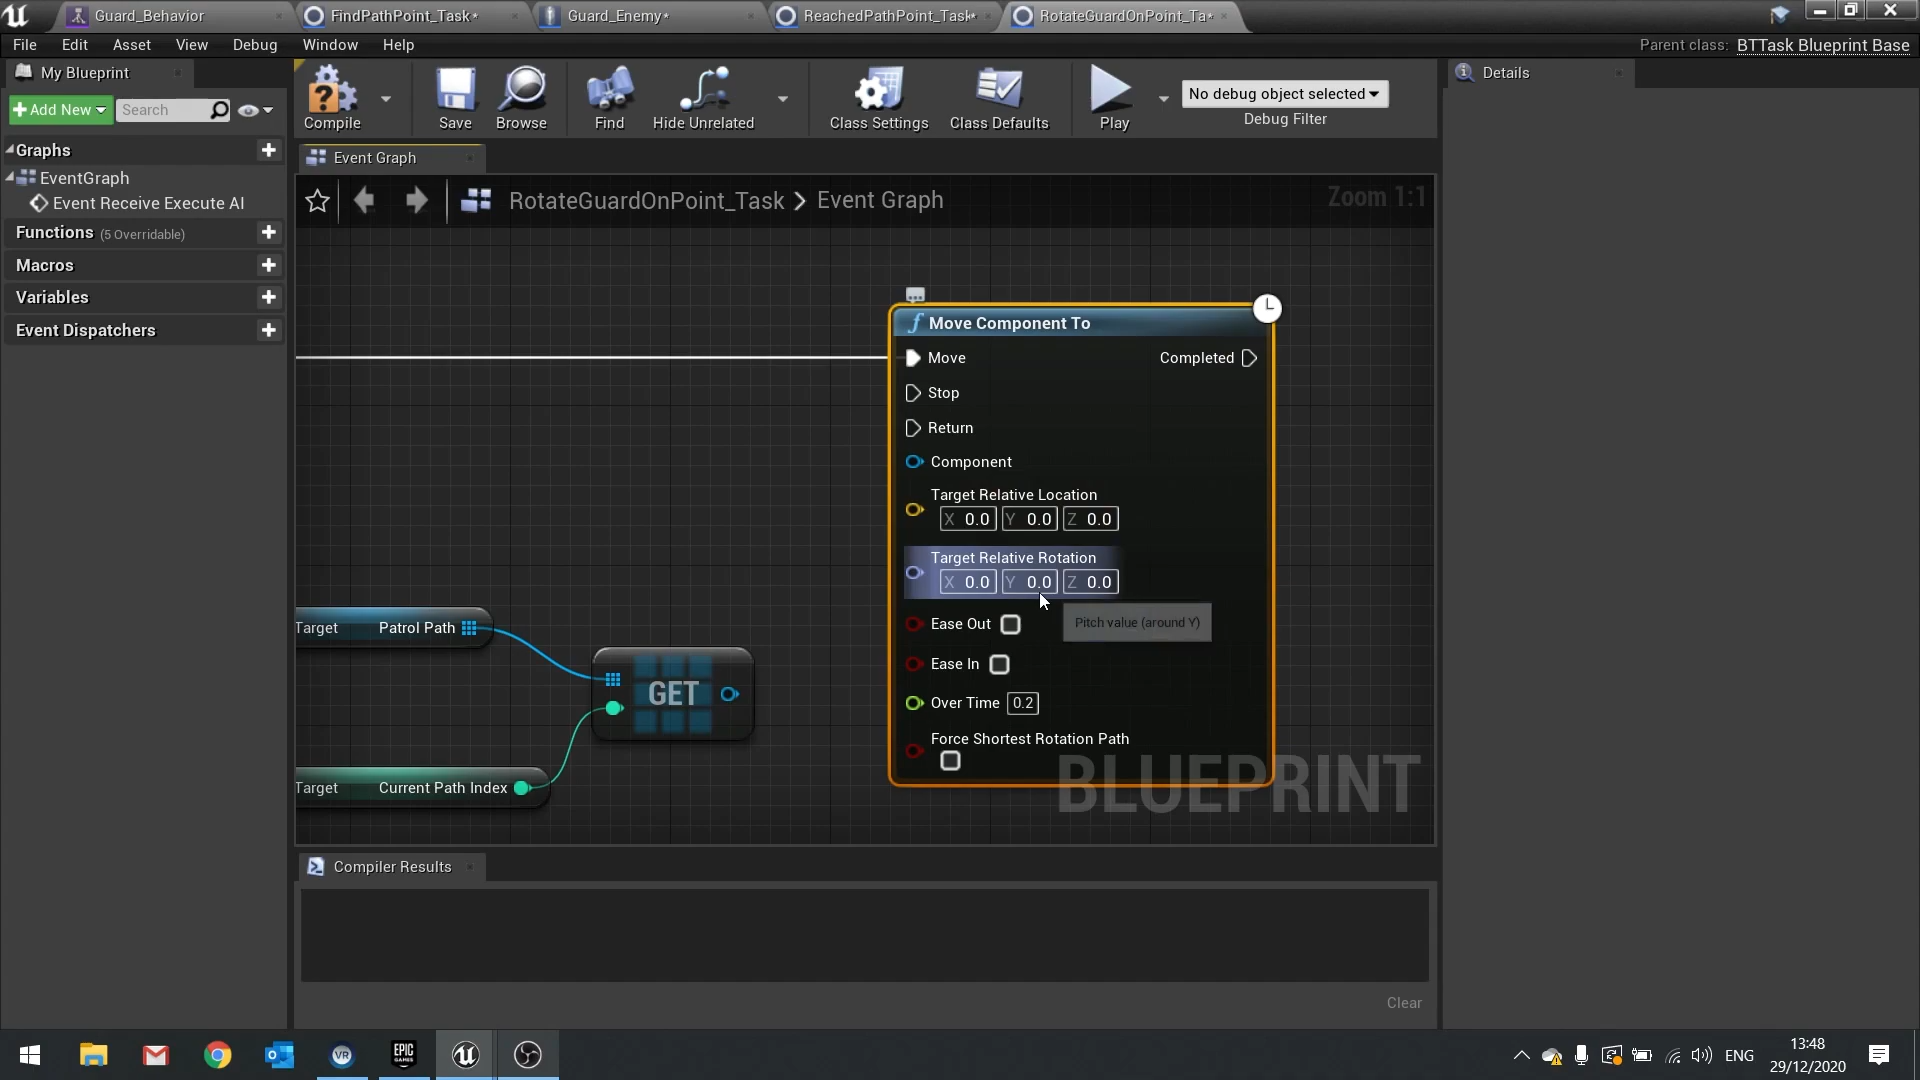 Guard_Behavior
FindPathPoint_Task*
Guard_Enemy*
ReachedPathPoint_Task*
RotateGuardOnPoint_Ta*
File Edit Asset View Debug Window Help
Parent class: BTTask Blueprint Base
My Blueprint
Add New
Search
Compile
Save
Browse
Find
Hide Unrelated
Class Settings
Class Defaults
Play
No debug object selected
Debug Filter
Details
Graphs
EventGraph
Event Receive Execute AI
Functions (5 Overridable)
Macros
Variables
Event Dispatchers
Event Graph
RotateGuardOnPoint_Task > Event Graph
Zoom 1:1
f Move Component To
Move
Completed
Stop
Return
Component
Target Relative Location
X 0.0 Y 0.0 Z 0.0
Target Relative Rotation
X 0.0 Y 0.0 Z 0.0
Pitch value (around Y)
Ease Out
Ease In
Over Time 0.2
Force Shortest Rotation Path
Target Patrol Path
GET
Target Current Path Index
BLUEPRINT
Compiler Results
Clear
VR
EPIC GAMES
ENG
13:48
29/12/2020